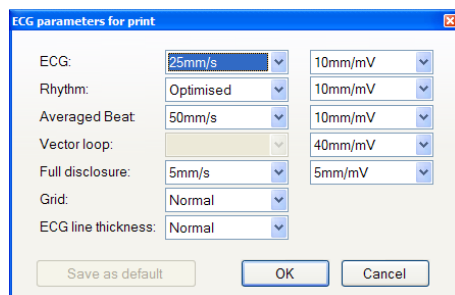 ECG parameters for print
ECG: 25mm/s 10mm/mV
Rhythm: Optimised 10mm/mV
Averaged Beat: 50mm/s 10mm/mV
Vector loop: 40mm/mV
Full disclosure: 5mm/s 5mm/mV
Grid: Normal
ECG line thickness: Normal
Save as default OK Cancel